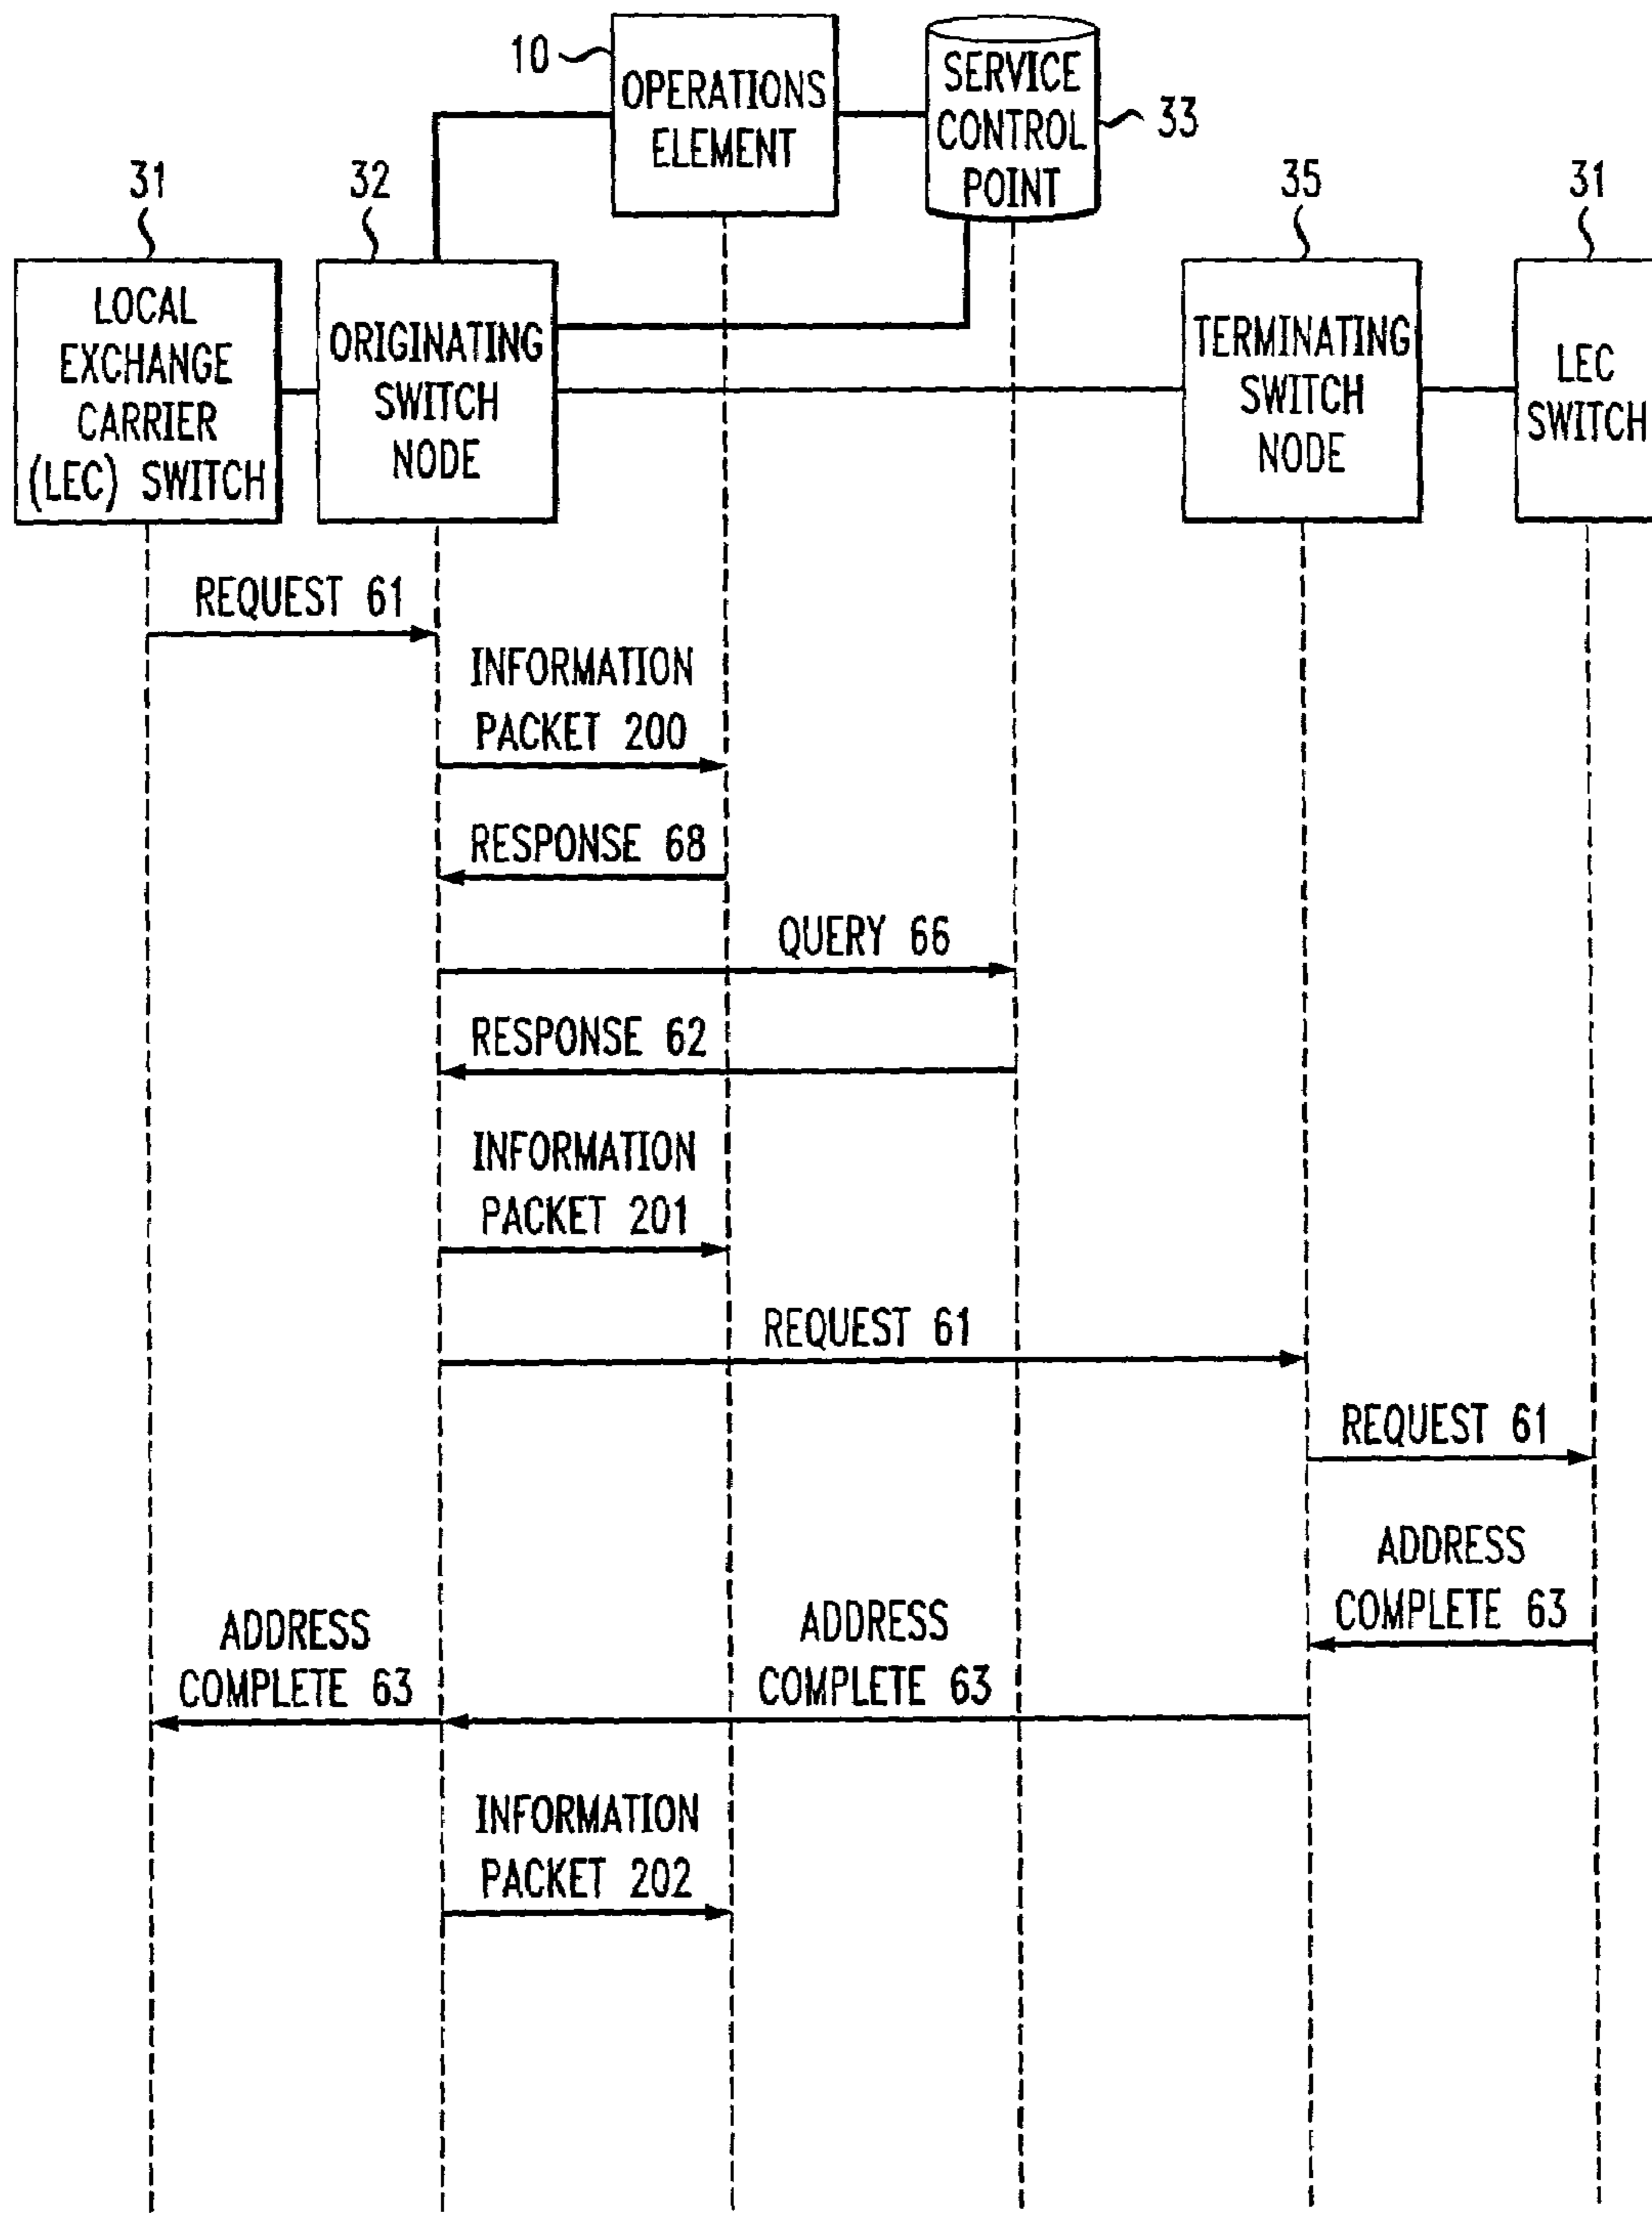 10
OPERATIONS
ELEMENT
SERVICE
CONTROL
POINT
33
31
32
35
31
LOCAL
EXCHANGE
CARRIER
(LEC) SWITCH
ORIGINATING
SWITCH
NODE
TERMINATING
SWITCH
NODE
LEC
SWITCH
REQUEST 61
INFORMATION
PACKET 200
RESPONSE 68
QUERY 66
RESPONSE 62
INFORMATION
PACKET 201
REQUEST 61
REQUEST 61
ADDRESS
COMPLETE 63
ADDRESS
COMPLETE 63
ADDRESS
COMPLETE 63
INFORMATION
PACKET 202